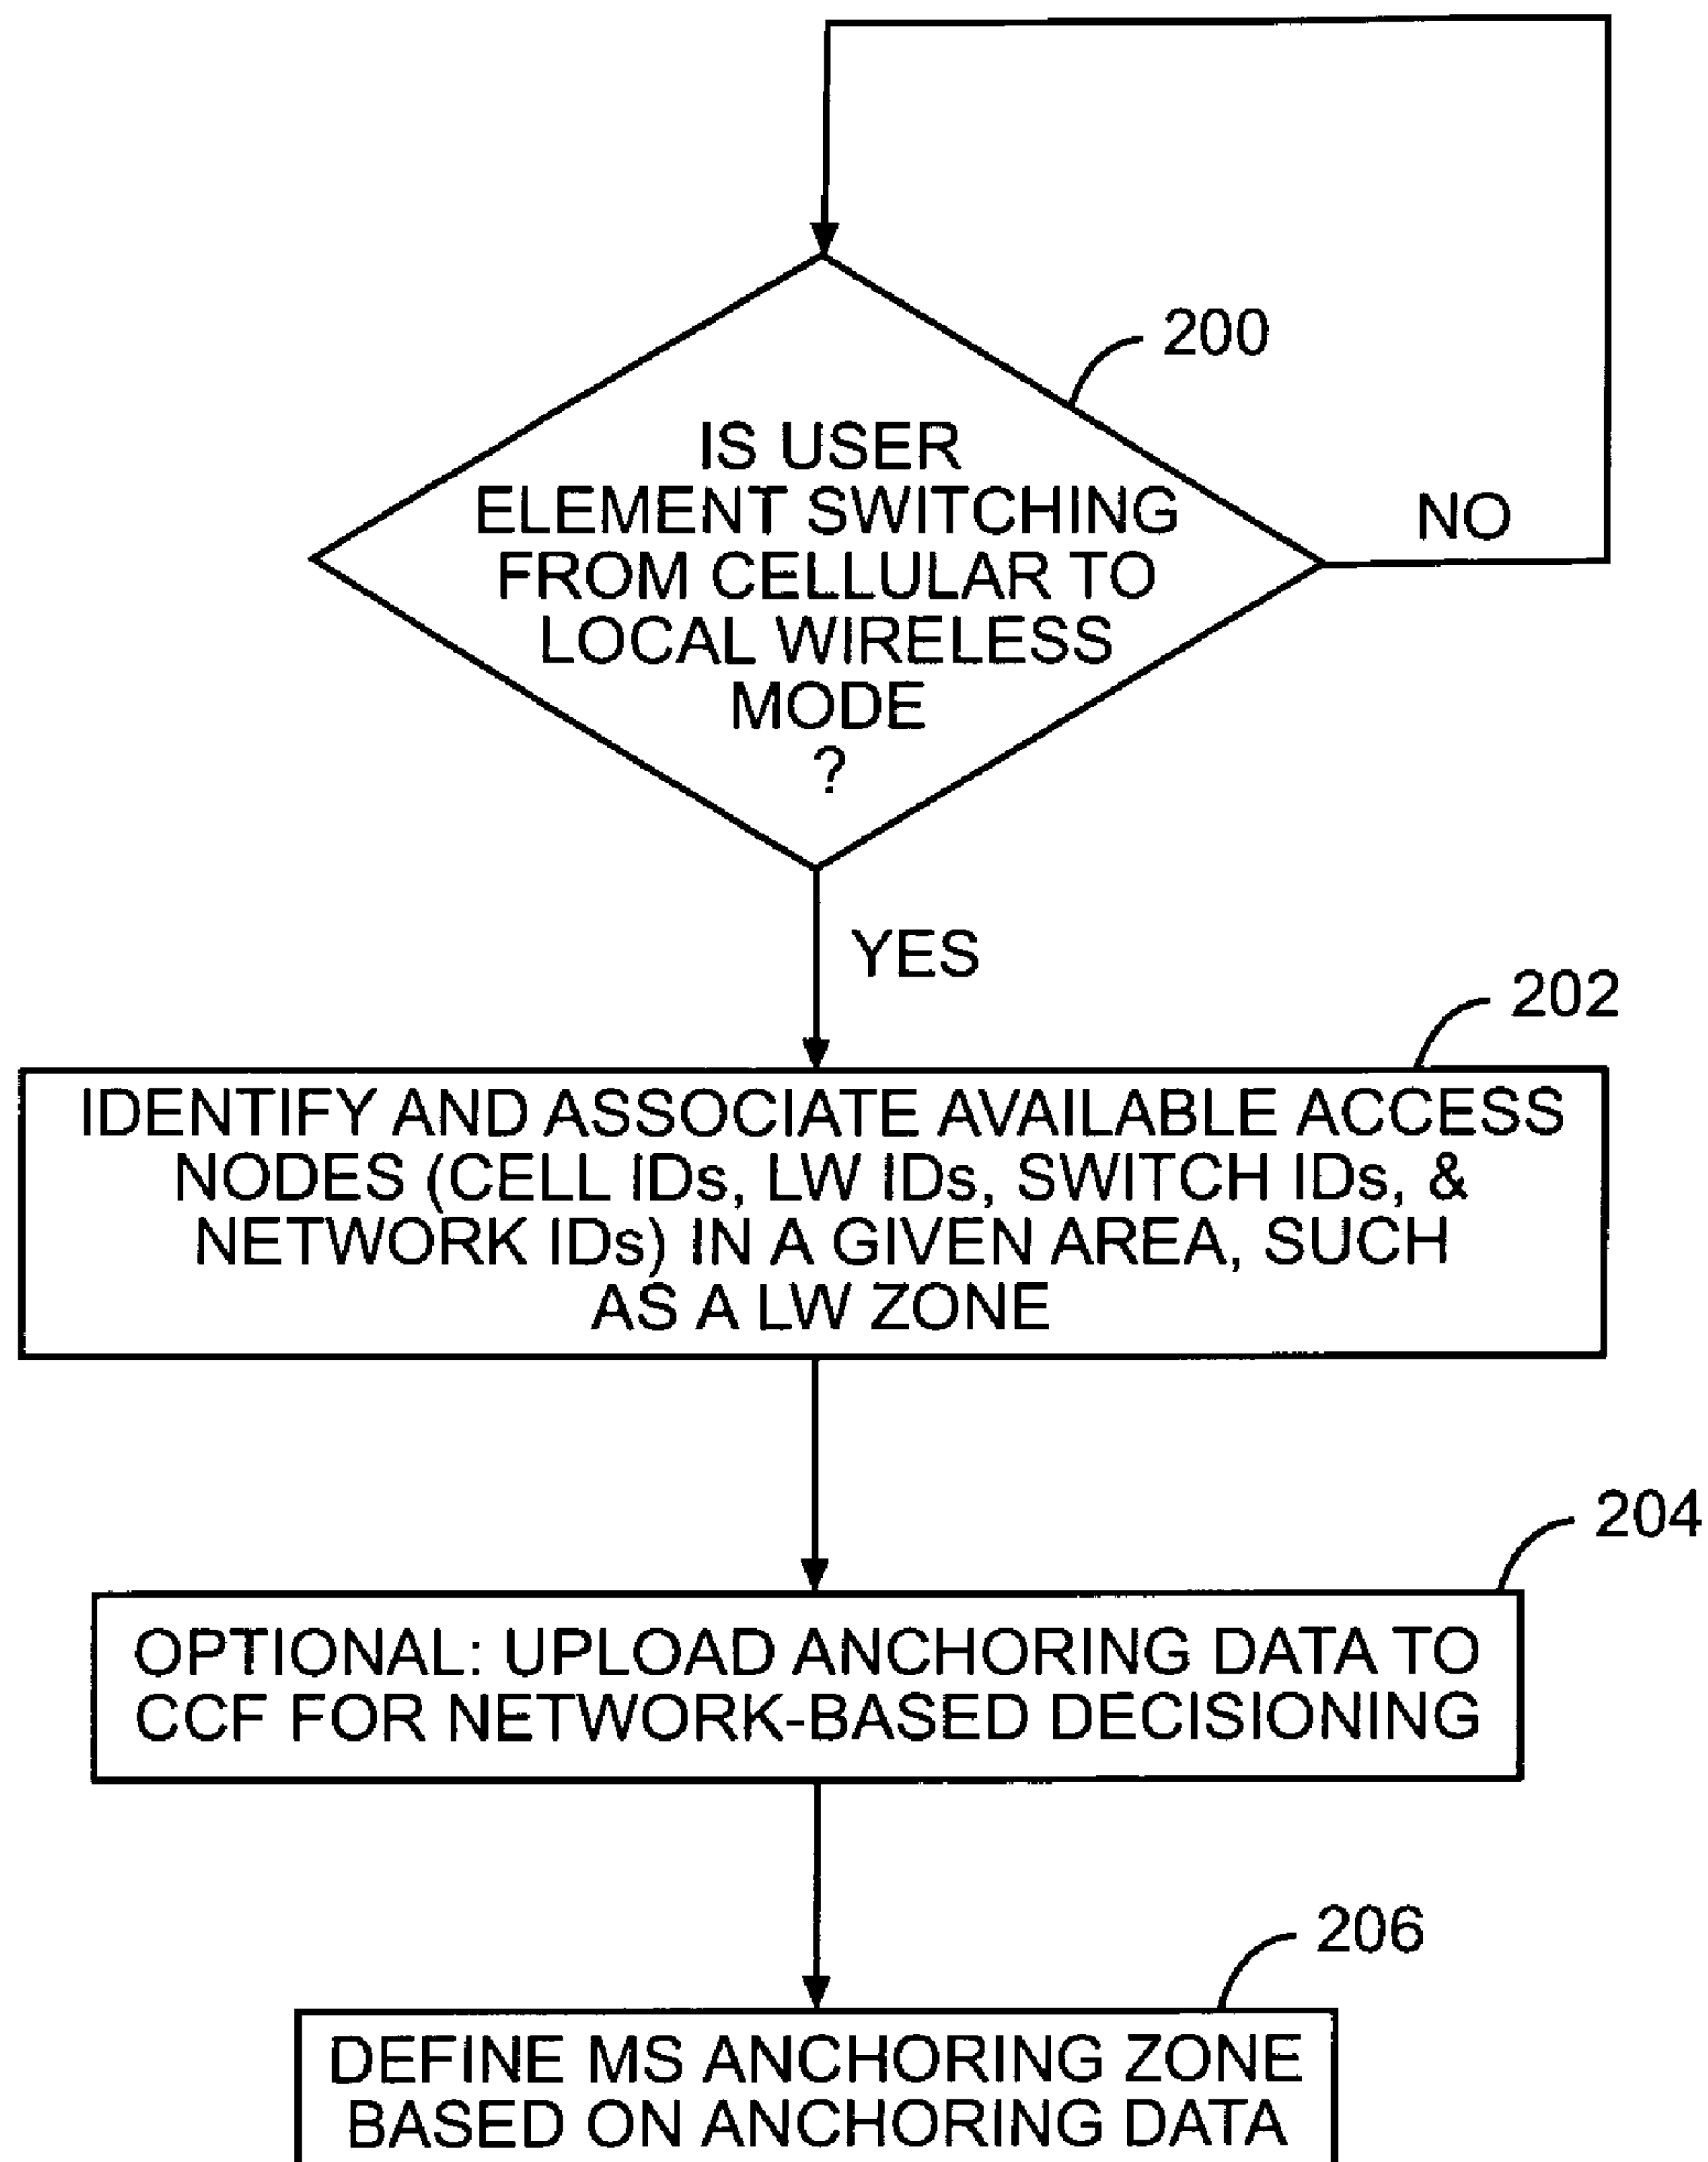 200
IS USER
ELEMENT SWITCHING
FROM CELLULAR TO
LOCAL WIRELESS
MODE
?
NO
YES
202
IDENTIFY AND ASSOCIATE AVAILABLE ACCESS
NODES (CELL IDs, LW IDs, SWITCH IDs, &
NETWORK IDs) IN A GIVEN AREA, SUCH
AS A LW ZONE
204
OPTIONAL: UPLOAD ANCHORING DATA TO
CCF FOR NETWORK-BASED DECISIONING
206
DEFINE MS ANCHORING ZONE
BASED ON ANCHORING DATA